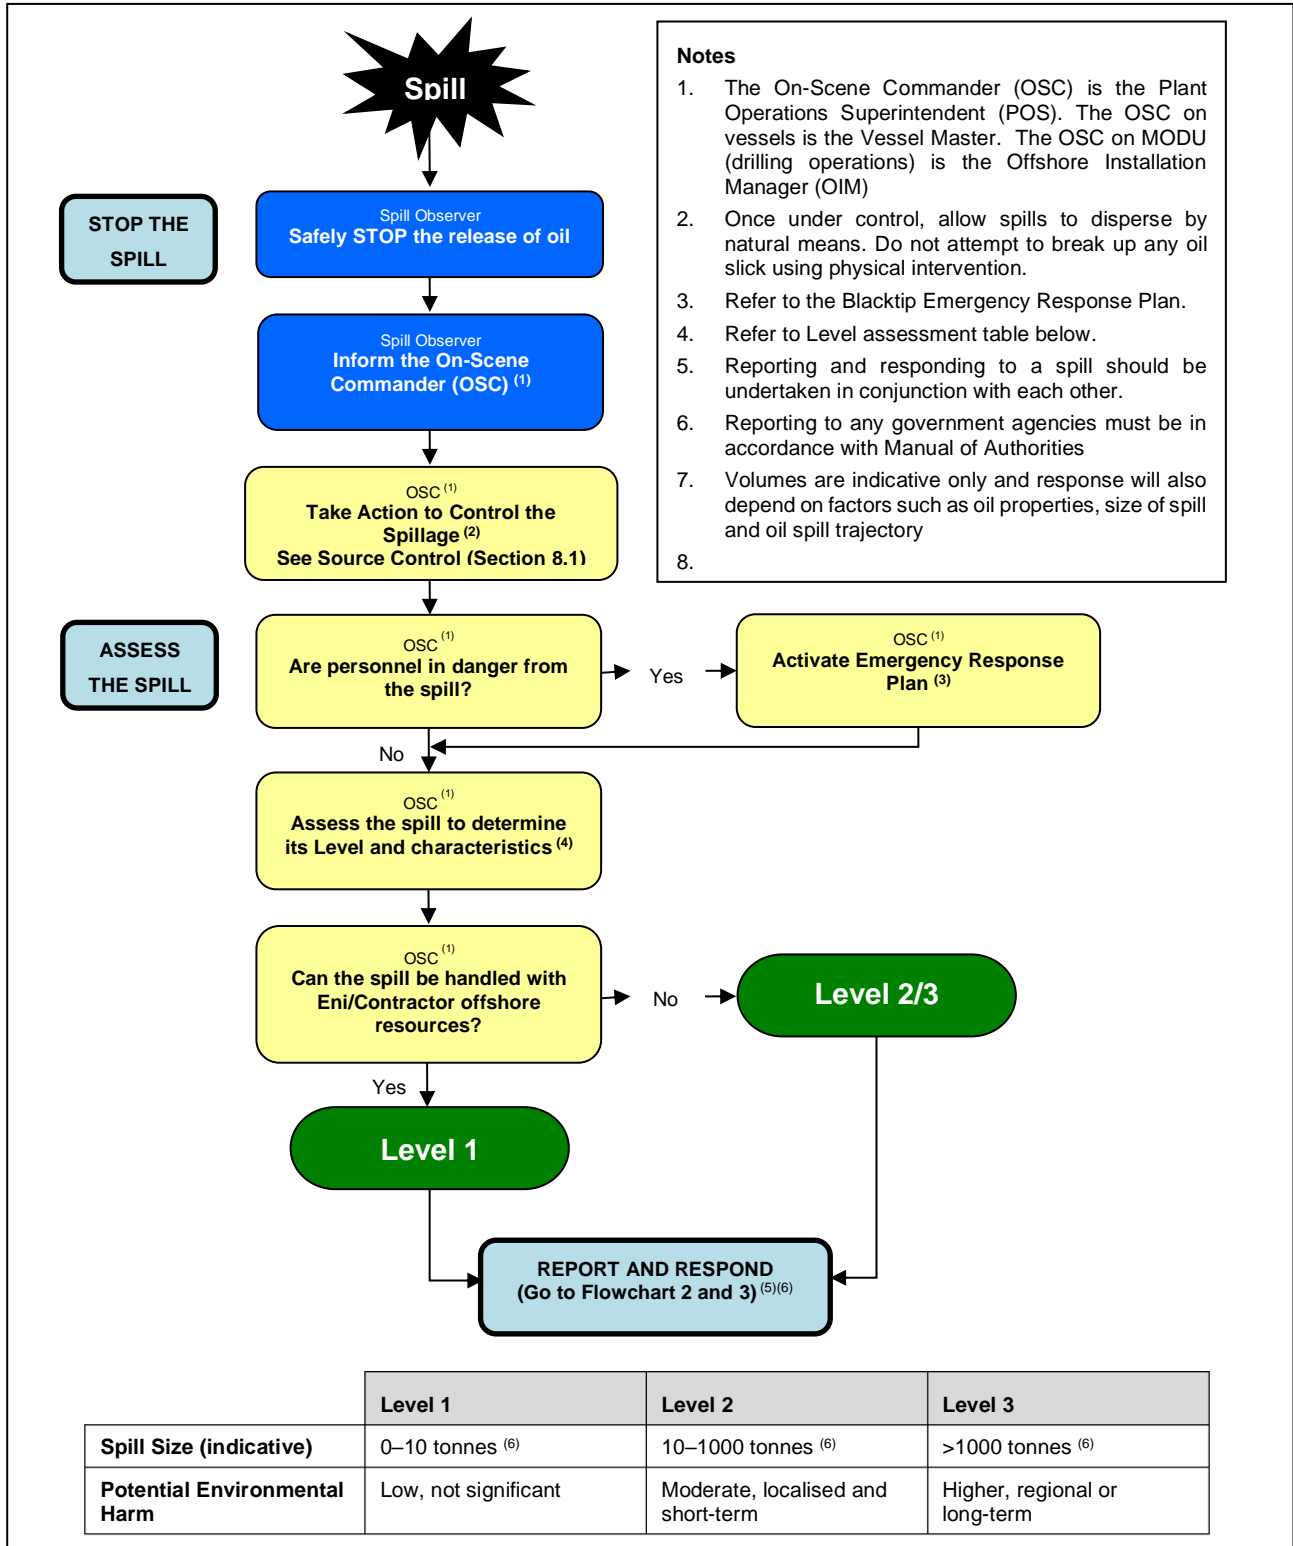 Spill
Notes
1. The On-Scene Commander (OSC) is the Plant
Operations Superintendent (POS). The OSC on
vessels is the Vessel Master. The OSC on MODU
(drilling operations) is the Offshore Installation
Manager (OIM)
2. Once under control, allow spills to disperse by
natural means. Do not attempt to break up any oil
slick using physical intervention.
3. Refer to the Blacktip Emergency Response Plan.
4. Refer to Level assessment table below.
5. Reporting and responding to a spill should be
undertaken in conjunction with each other.
6. Reporting to any government agencies must be in
accordance with Manual of Authorities
7. Volumes are indicative only and response will also
depend on factors such as oil properties, size of spill
and oil spill trajectory
8.
STOP THE
SPILL
Spill Observer
Safely STOP the release of oil
Spill Observer
Inform the On-Scene
Commander (OSC) (1)
OSC (1)
Take Action to Control the
Spillage (2)
See Source Control (Section 8.1)
ASSESS
THE SPILL
OSC (1)
Are personnel in danger from
the spill?
Yes
OSC (1)
Activate Emergency Response
Plan (3)
No
OSC (1)
Assess the spill to determine
its Level and characteristics (4)
OSC (1)
Can the spill be handled with
Eni/Contractor offshore
resources?
No
Level 2/3
Yes
Level 1
REPORT AND RESPOND
(Go to Flowchart 2 and 3) (5)(6)
Level 1 Level 2 Level 3
Spill Size (indicative) 0–10 tonnes (6) 10–1000 tonnes (6) >1000 tonnes (6)
Potential Environmental Low, not significant Moderate, localised and Higher, regional or
Harm short-term long-term